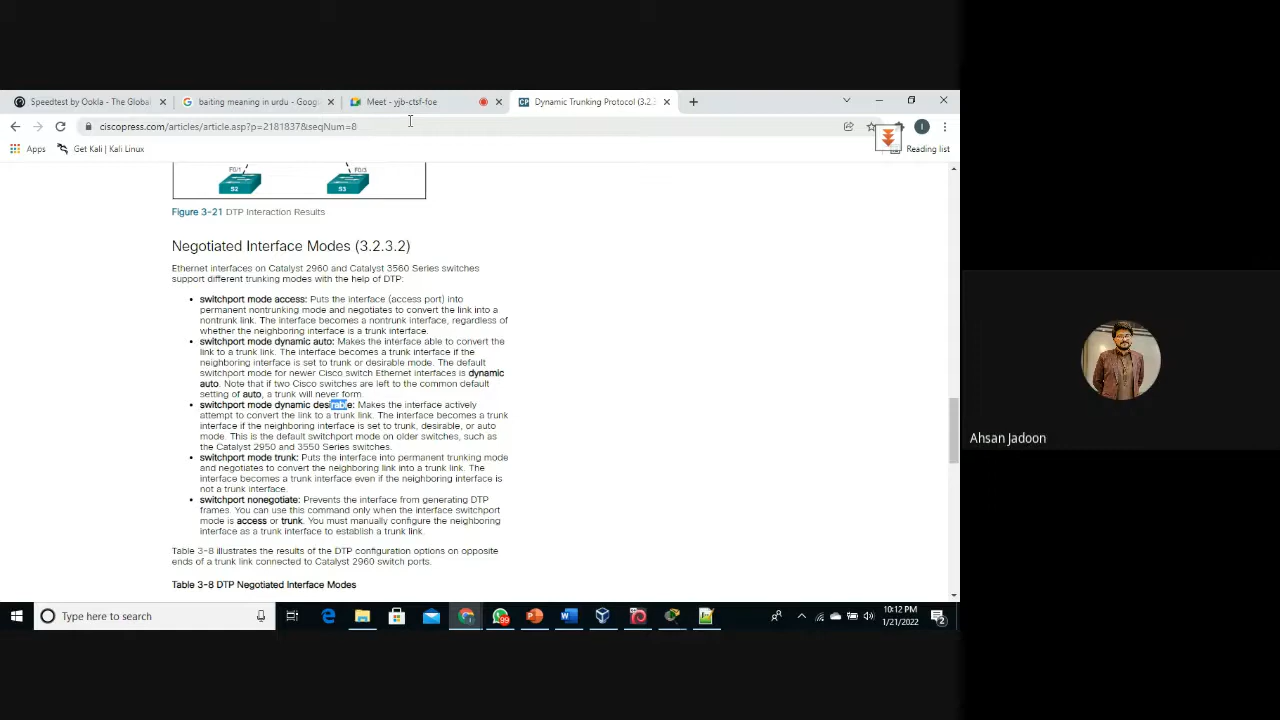 Speedtest by Ookla - The Global
baiting meaning in urdu - Goog
Meet - yjb-ctsf-foe
Dynamic Trunking Protocol (3.2.3
ciscopress.com/articles/article.asp?p=2181837&seqNum=8
Apps
Get Kali | Kali Linux
Reading list
F0/1
F0/3
S2
S3
Figure 3-21 DTP Interaction Results
Negotiated Interface Modes (3.2.3.2)
Ethernet interfaces on Catalyst 2960 and Catalyst 3560 Series switches
support different trunking modes with the help of DTP:
• switchport mode access: Puts the interface (access port) into
permanent nontrunking mode and negotiates to convert the link into a
nontrunk link. The interface becomes a nontrunk interface, regardless of
whether the neighboring interface is a trunk interface.
• switchport mode dynamic auto: Makes the interface able to convert the
link to a trunk link. The interface becomes a trunk interface if the
neighboring interface is set to trunk or desirable mode. The default
switchport mode for newer Cisco switch Ethernet interfaces is dynamic
auto. Note that if two Cisco switches are left to the common default
setting of auto, a trunk will never form.
• switchport mode dynamic desirable: Makes the interface actively
attempt to convert the link to a trunk link. The interface becomes a trunk
interface if the neighboring interface is set to trunk, desirable, or auto
mode. This is the default switchport mode on older switches, such as
the Catalyst 2950 and 3550 Series switches.
• switchport mode trunk: Puts the interface into permanent trunking mode
and negotiates to convert the neighboring link into a trunk link. The
interface becomes a trunk interface even if the neighboring interface is
not a trunk interface.
• switchport nonegotiate: Prevents the interface from generating DTP
frames. You can use this command only when the interface switchport
mode is access or trunk. You must manually configure the neighboring
interface as a trunk interface to establish a trunk link.
Table 3-8 illustrates the results of the DTP configuration options on opposite
ends of a trunk link connected to Catalyst 2960 switch ports.
Table 3-8 DTP Negotiated Interface Modes
Type here to search
99
10:12 PM
1/21/2022
2
Ahsan Jadoon